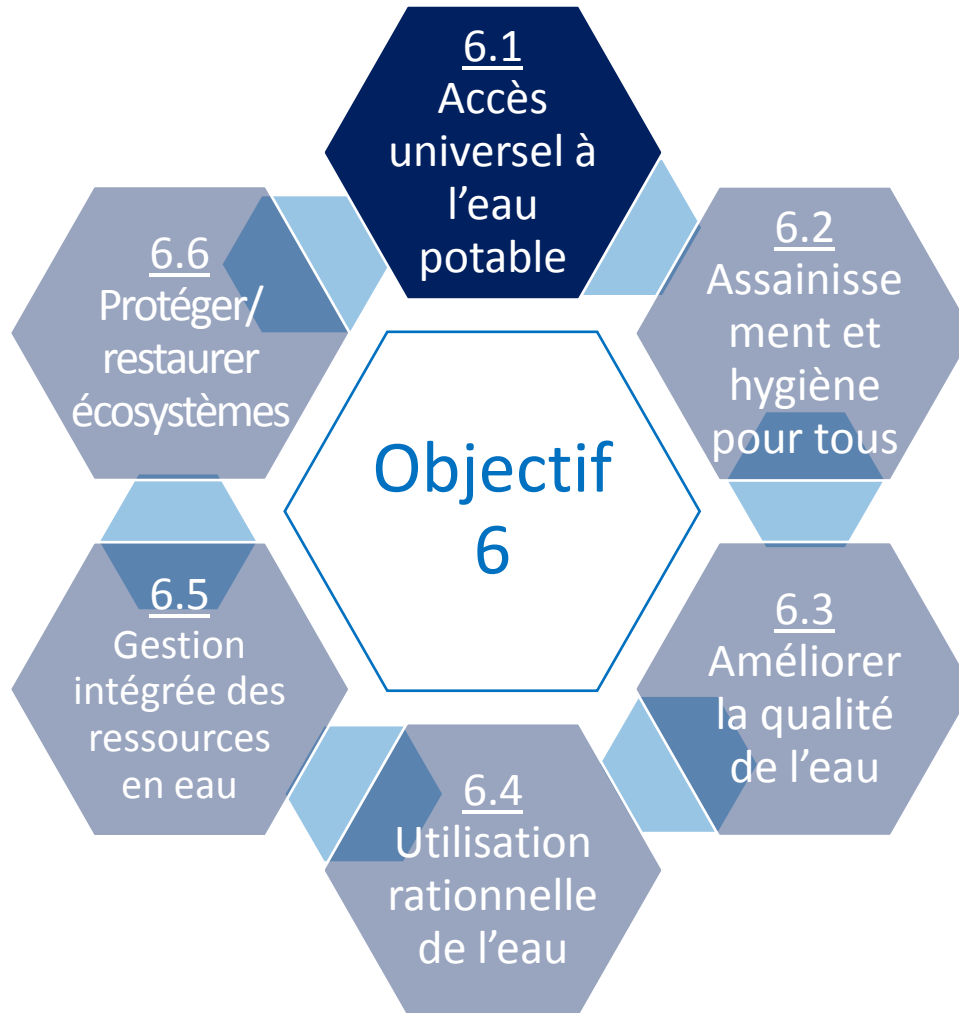 6.1
Accès
universel à
l’eau
potable
6.2
Assainisse
ment et
hygiène
pour tous
6.3
Améliorer
la qualité
de l’eau
6.4
Utilisation
rationnelle
de l’eau
6.5
Gestion
intégrée des
ressources
en eau
6.6
Protéger/
restaurer
écosystèmes
Objectif
6